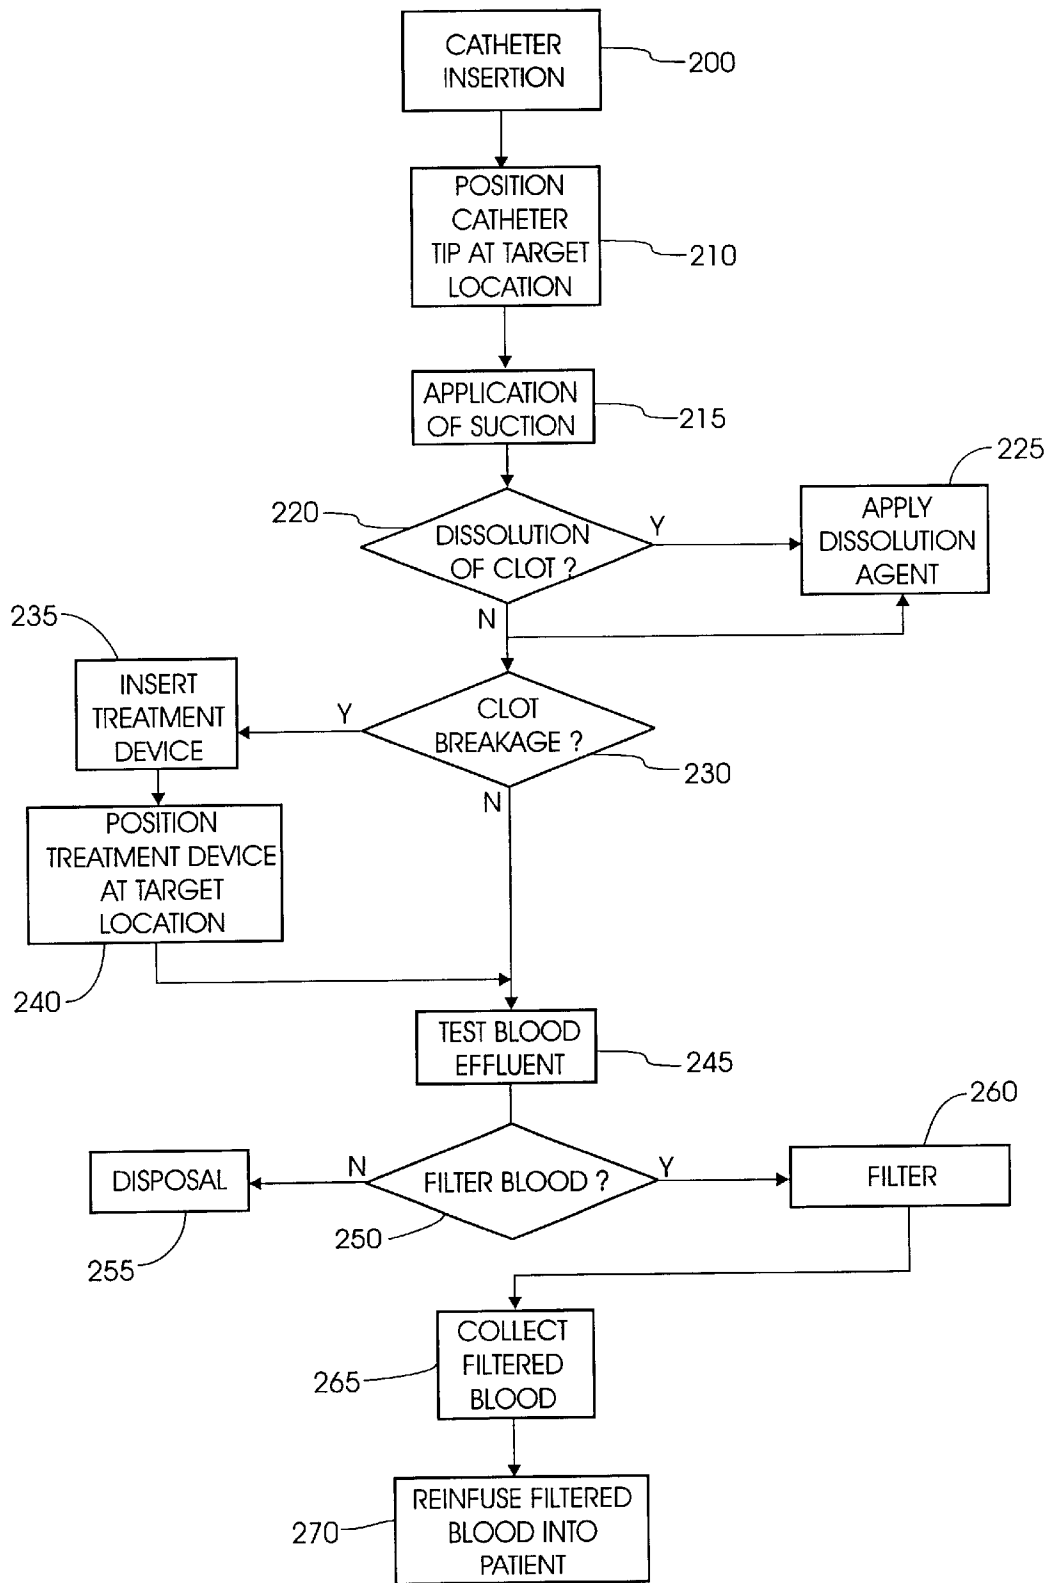 CATHETER
INSERTION
200
POSITION
CATHETER
TIP AT TARGET
LOCATION
210
APPLICATION
OF SUCTION
215
220
DISSOLUTION
OF CLOT ?
Y
N
225
APPLY
DISSOLUTION
AGENT
235
INSERT
TREATMENT
DEVICE
Y
CLOT
BREAKAGE ?
230
N
POSITION
TREATMENT DEVICE
AT TARGET
LOCATION
240
TEST BLOOD
EFFLUENT
245
DISPOSAL
255
N
FILTER BLOOD ?
250
Y
260
FILTER
COLLECT
FILTERED
BLOOD
265
REINFUSE FILTERED
BLOOD INTO
PATIENT
270